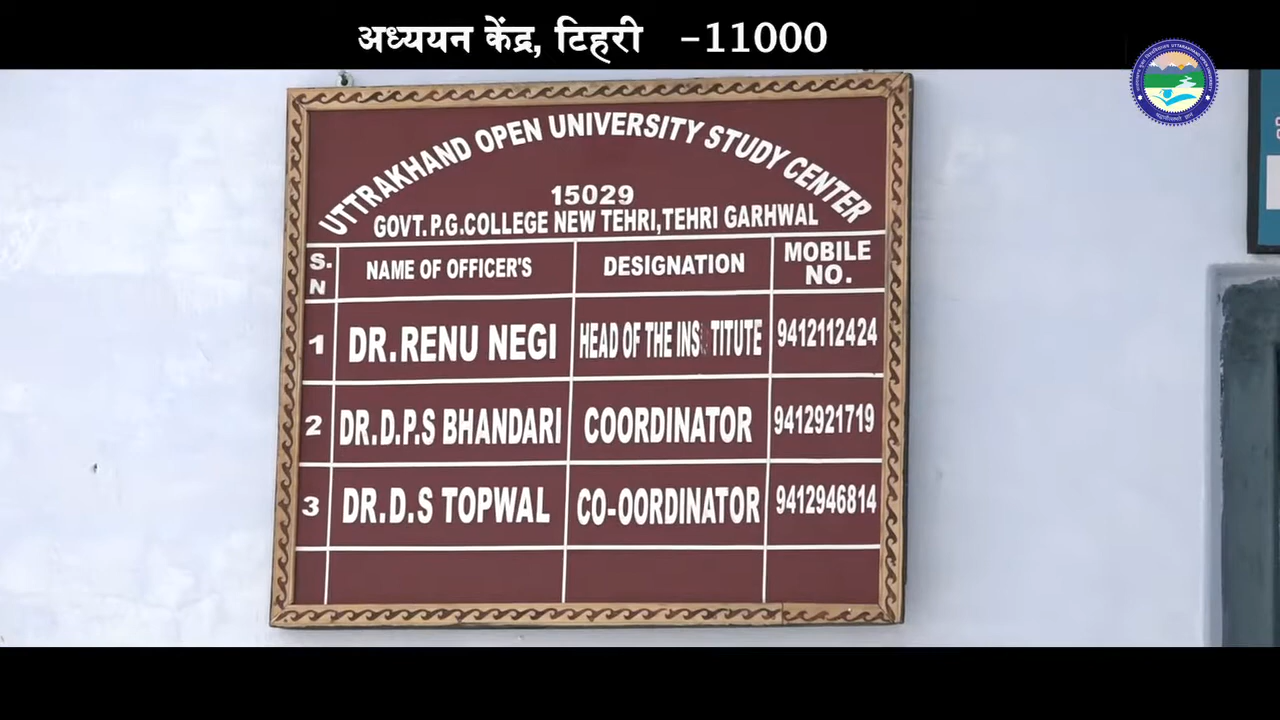 अध्ययन केंद्र, टिहरी -11000
UTTRAKHAND OPEN UNIVERSITY STUDY CENTER
15029
GOVT. P.G.COLLEGE NEW TEHRI,TEHRI GARHWAL
S.N NAME OF OFFICER'S DESIGNATION MOBILE NO.
1 DR.RENU NEGI HEAD OF THE INS TITUTE 9412112424
2 DR.D.P.S BHANDARI COORDINATOR 9412921719
3 DR.D.S TOPWAL CO-OORDINATOR 9412946814